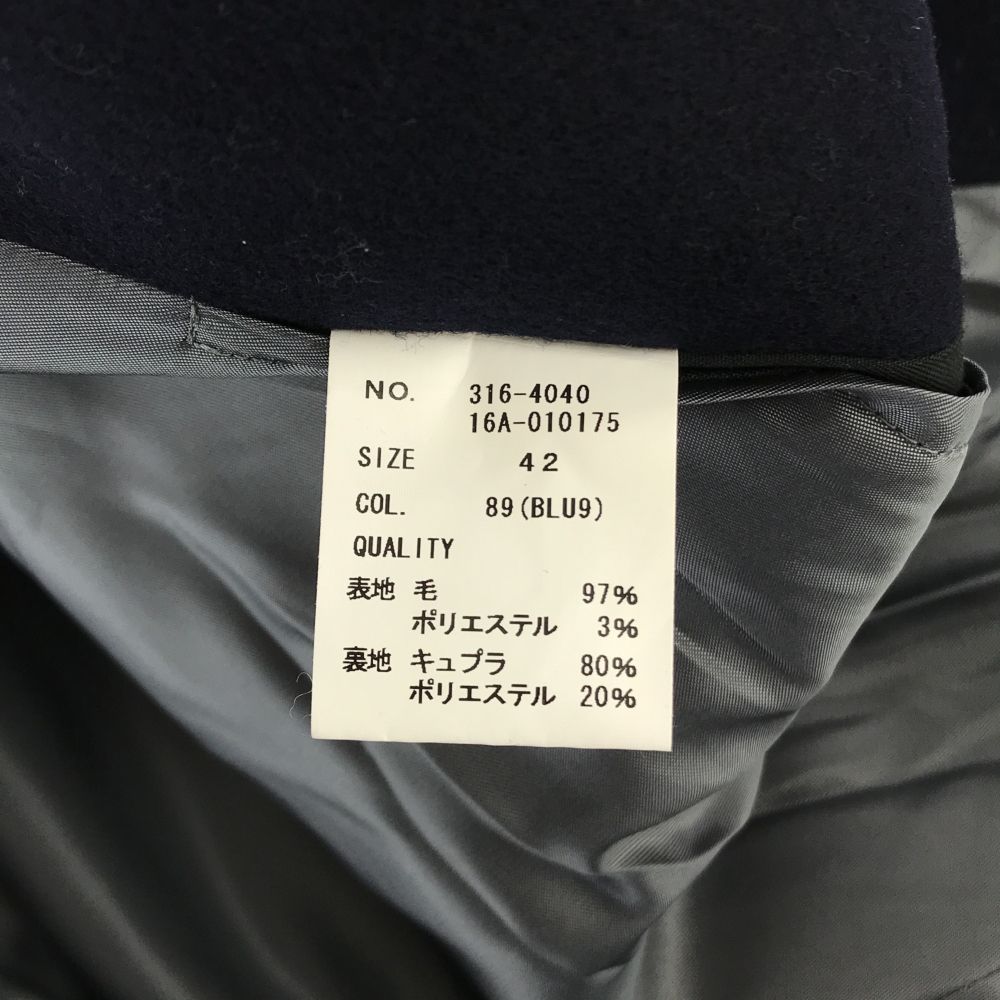 NO. 316-4040
16A-010175
SIZE 42
COL. 89(BLU9)
QUALITY
表地 毛 97%
ポリエステル 3%
裏地 キュプラ 80%
ポリエステル 20%